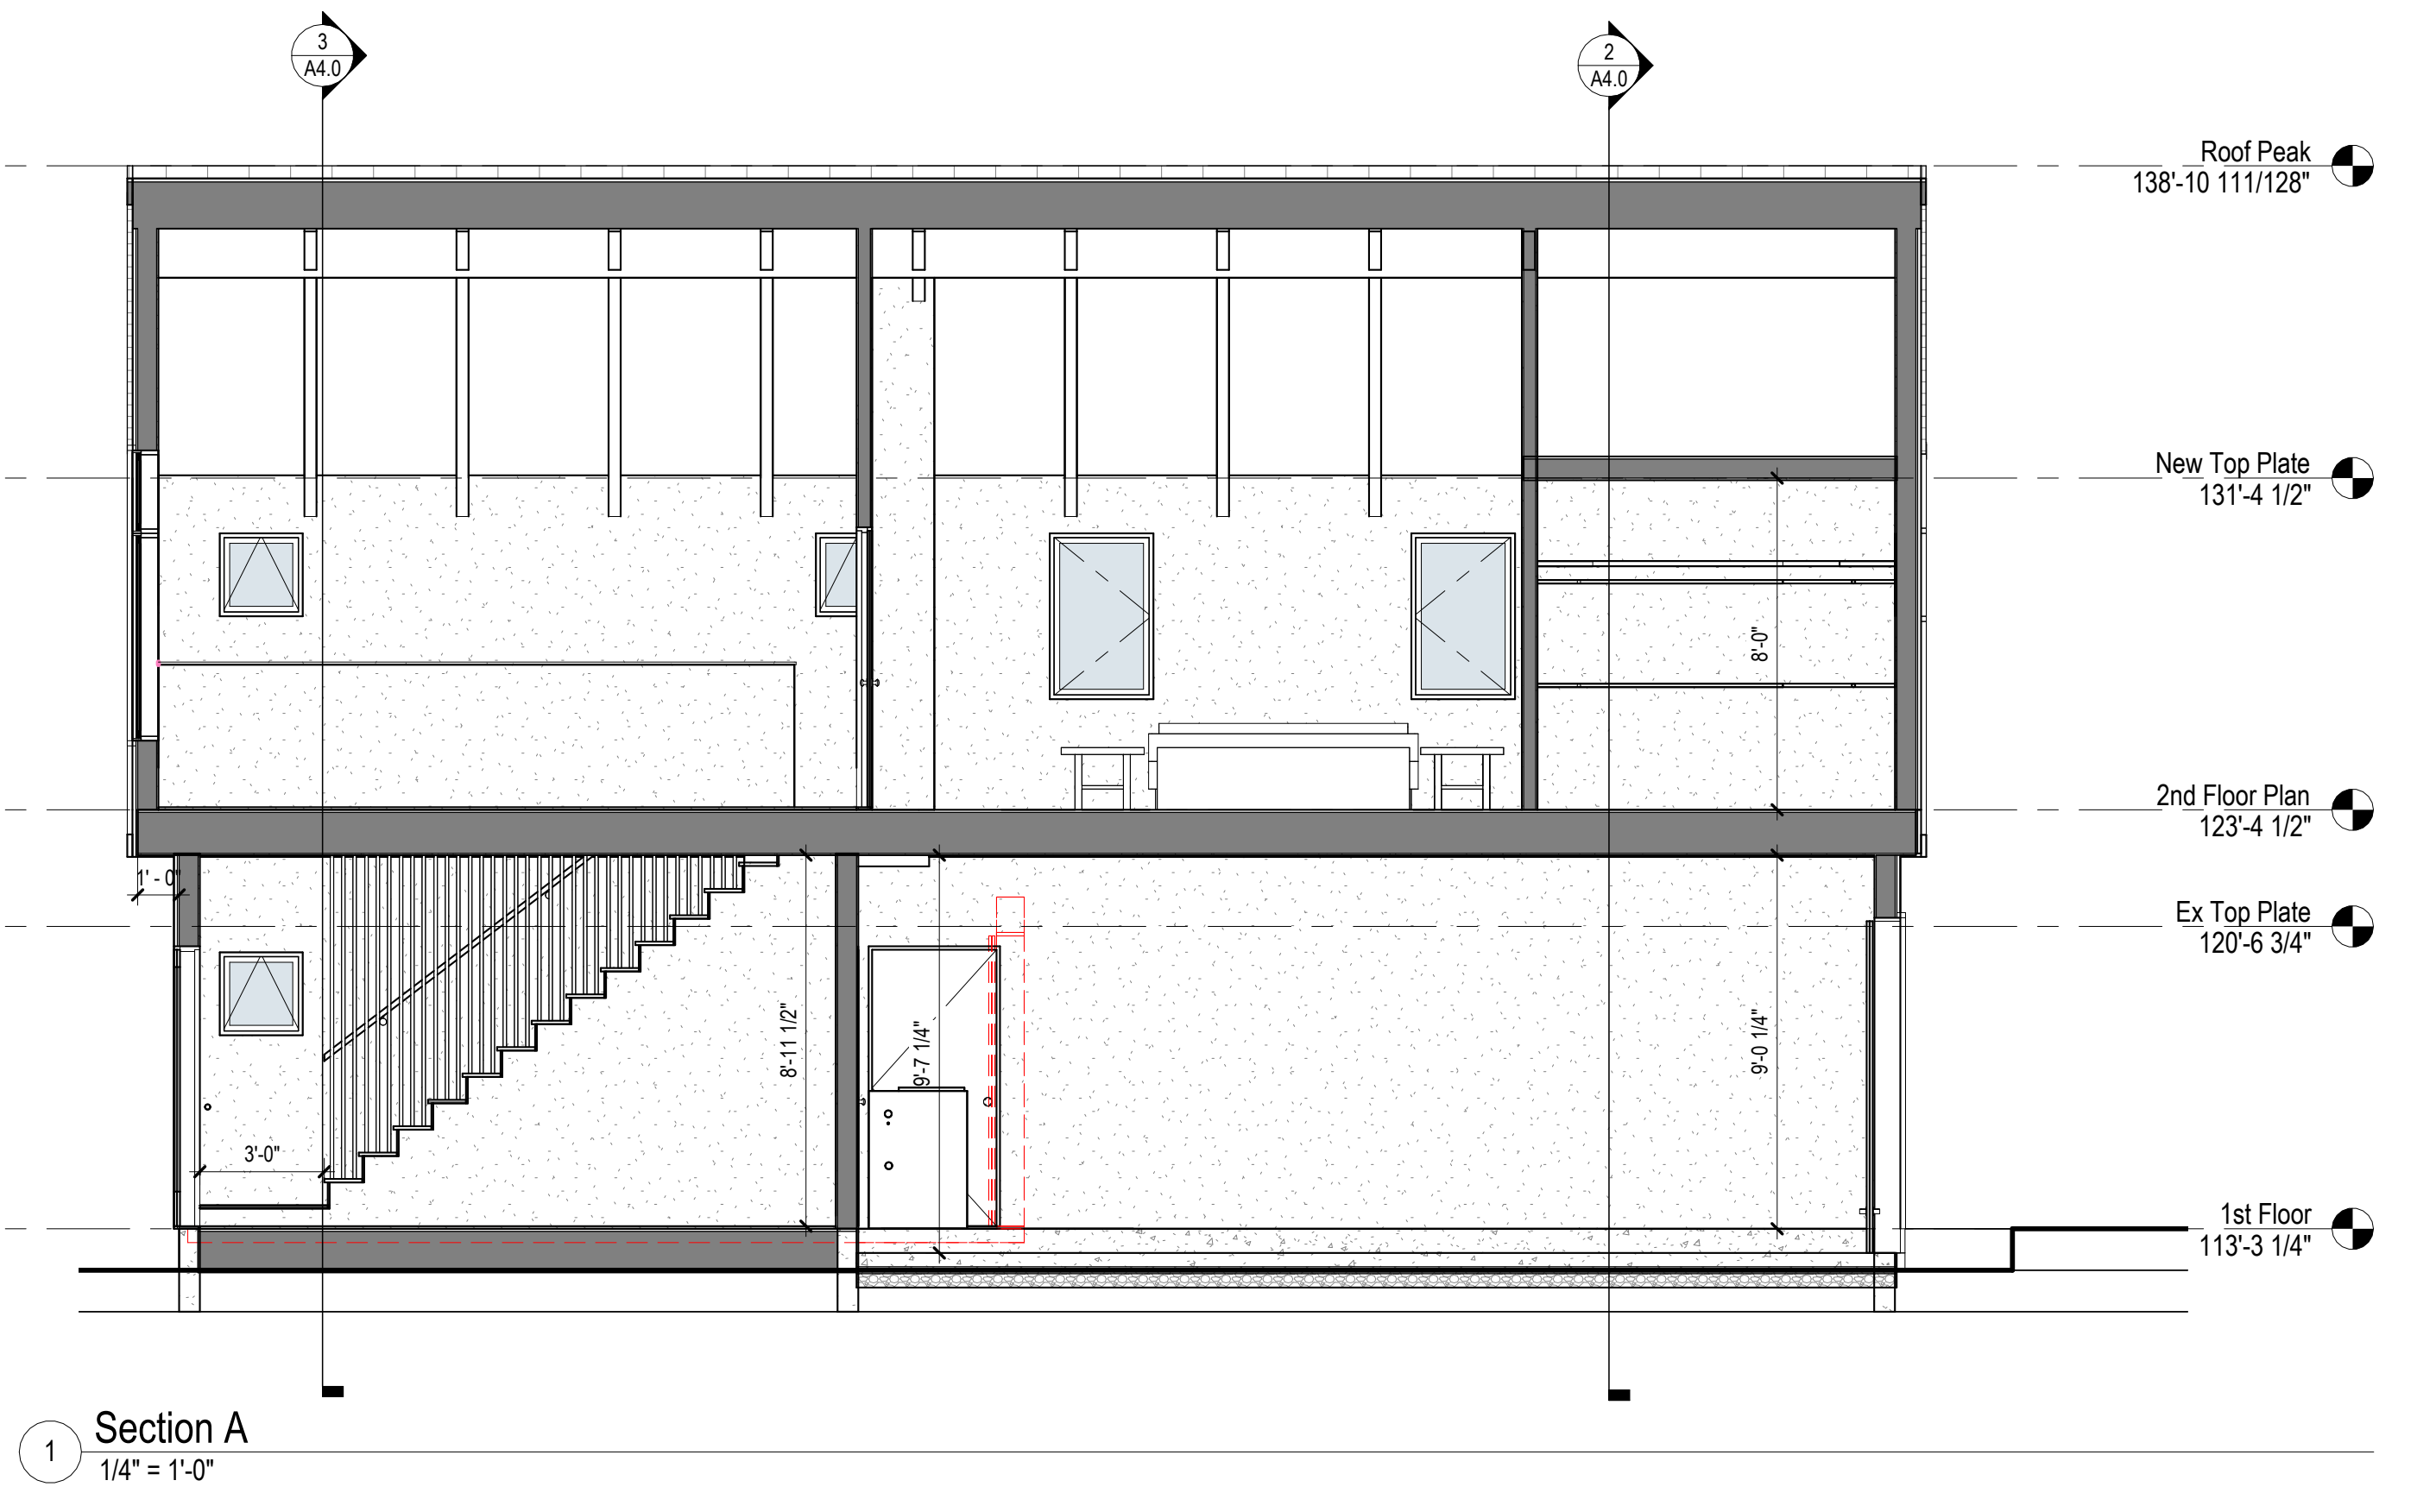 3
A4.0
2
A4.0
Roof Peak
138'-10 111/128"
New Top Plate
131'-4 1/2"
8'-0"
2nd Floor Plan
123'-4 1/2"
1' - 0"
Ex Top Plate
120'-6 3/4"
8'-11 1/2"
9'-7 1/4"
9'-0 1/4"
3'-0"
1st Floor
113'-3 1/4"
1
Section A
1/4" = 1'-0"